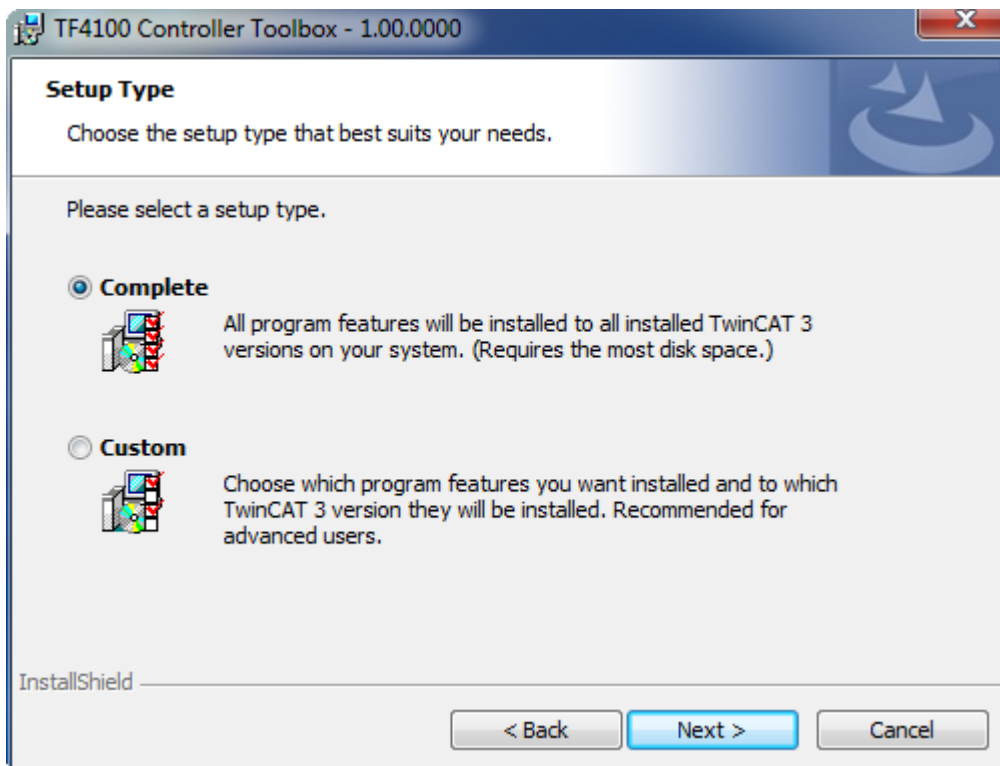 TF4100 Controller Toolbox - 1.00.0000
Setup Type
Choose the setup type that best suits your needs.
Please select a setup type.
Complete
All program features will be installed to all installed TwinCAT 3
versions on your system. (Requires the most disk space.)
Custom
Choose which program features you want installed and to which
TwinCAT 3 version they will be installed. Recommended for
advanced users.
InstallShield
< Back
Next >
Cancel